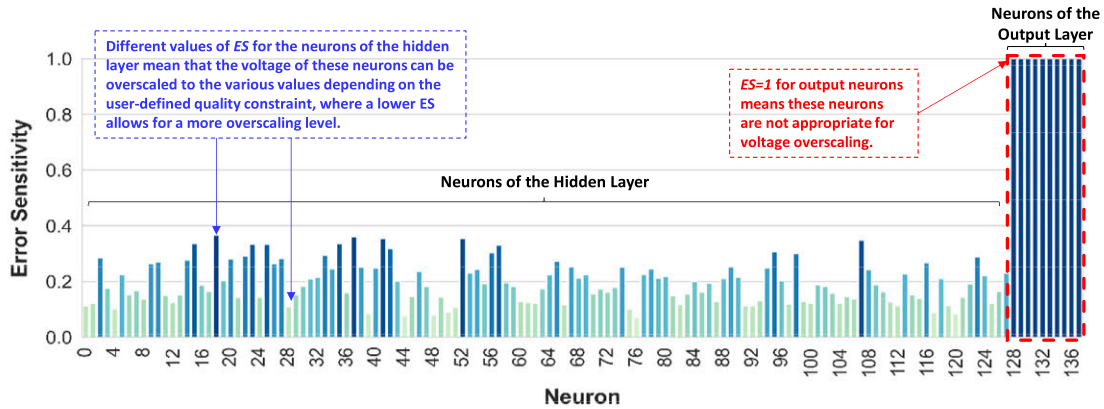 Neurons of the
Output Layer
Different values of ES for the neurons of the hidden
layer mean that the voltage of these neurons can be
overscaled to the various values depending on the
user-defined quality constraint, where a lower ES
allows for a more overscaling level.
ES=1 for output neurons
means these neurons
are not appropriate for
voltage overscaling.
Neurons of the Hidden Layer
Error Sensitivity
1.0
0.8
0.6
0.4
0.2
0.0
0 4 8 12 16 20 24 28 32 36 40 44 48 52 56 60 64 68 72 76 80 84 88 92 96 100 104 108 112 116 120 124 128 132 136
Neuron